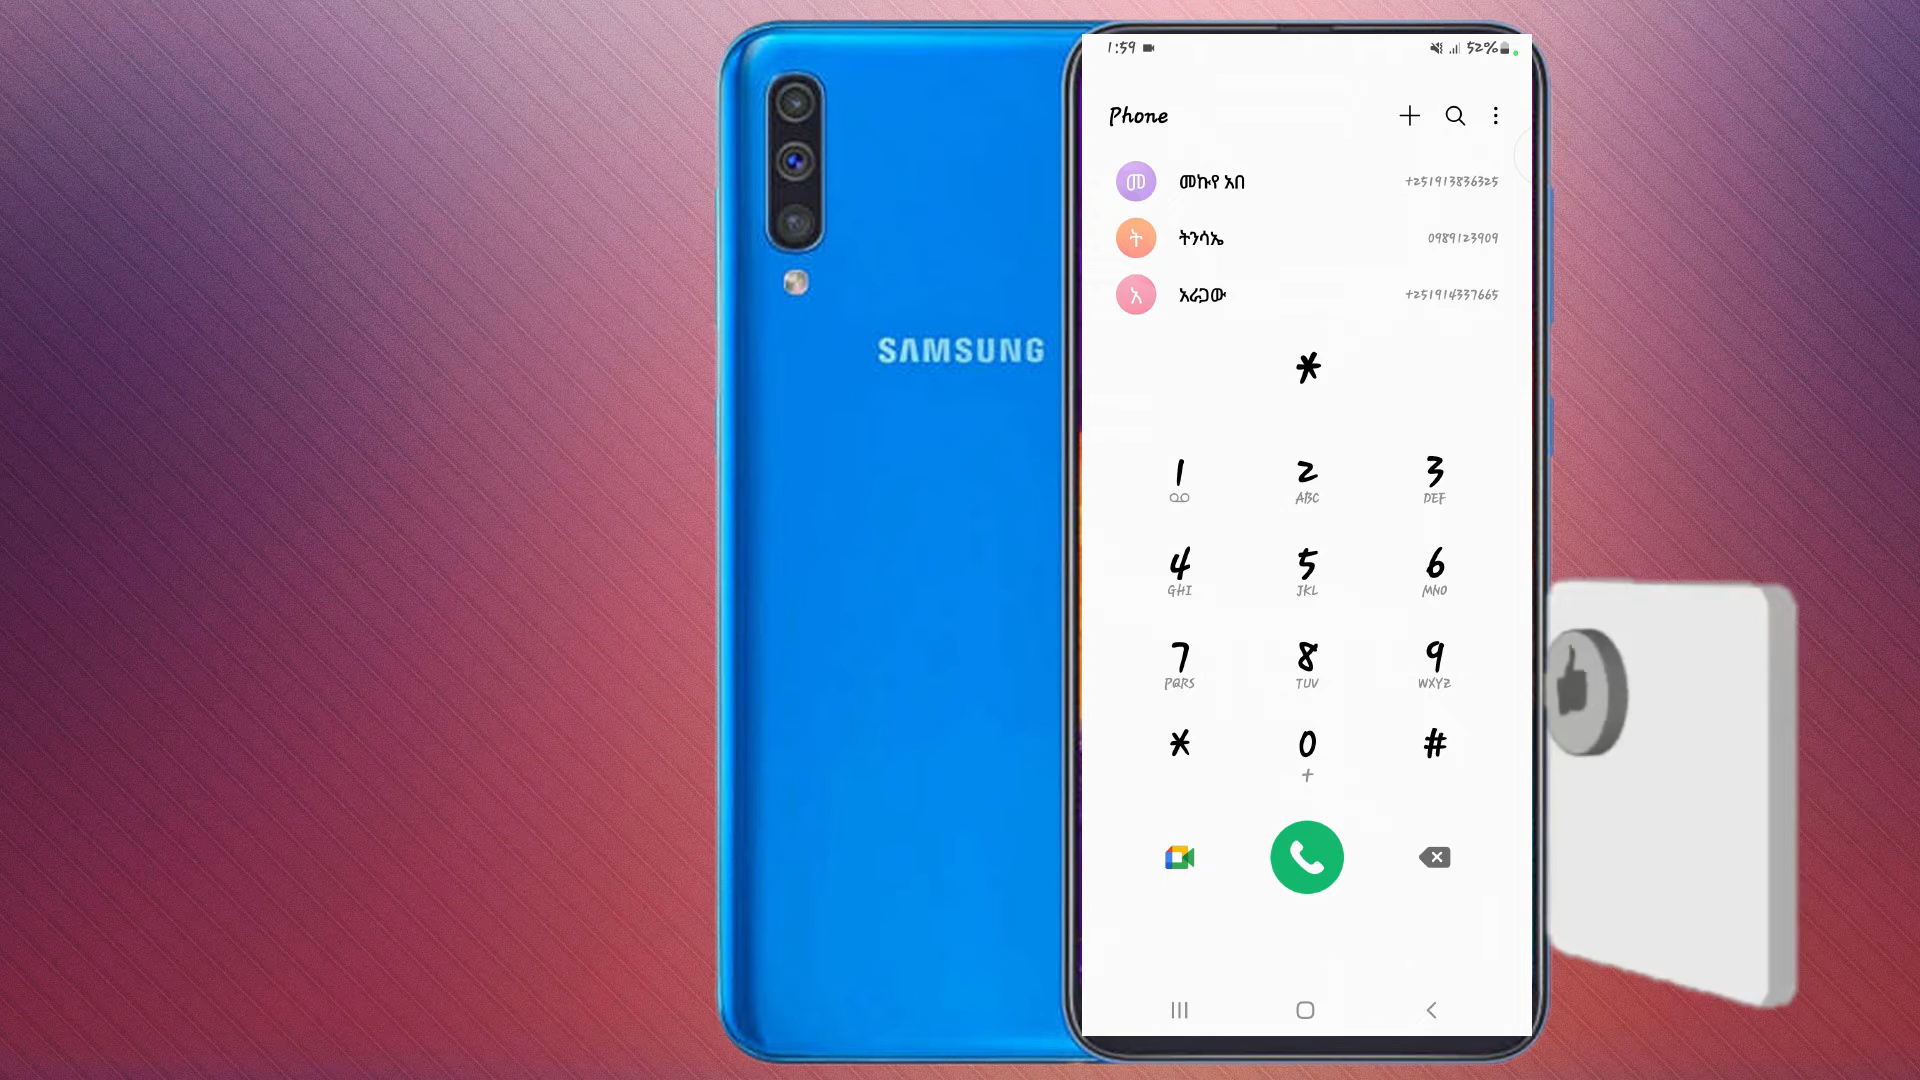 1:59
52%
Phone
መ መኩየ አበ +251913836325
ት ትንሳኤ 0989123909
አ አራጋው +251914337665
SAMSUNG
*
1 2 3
ABC DEF
4 5 6
GHI JKL MNO
7 8 9
PQRS TUV WXYZ
* 0 #
+